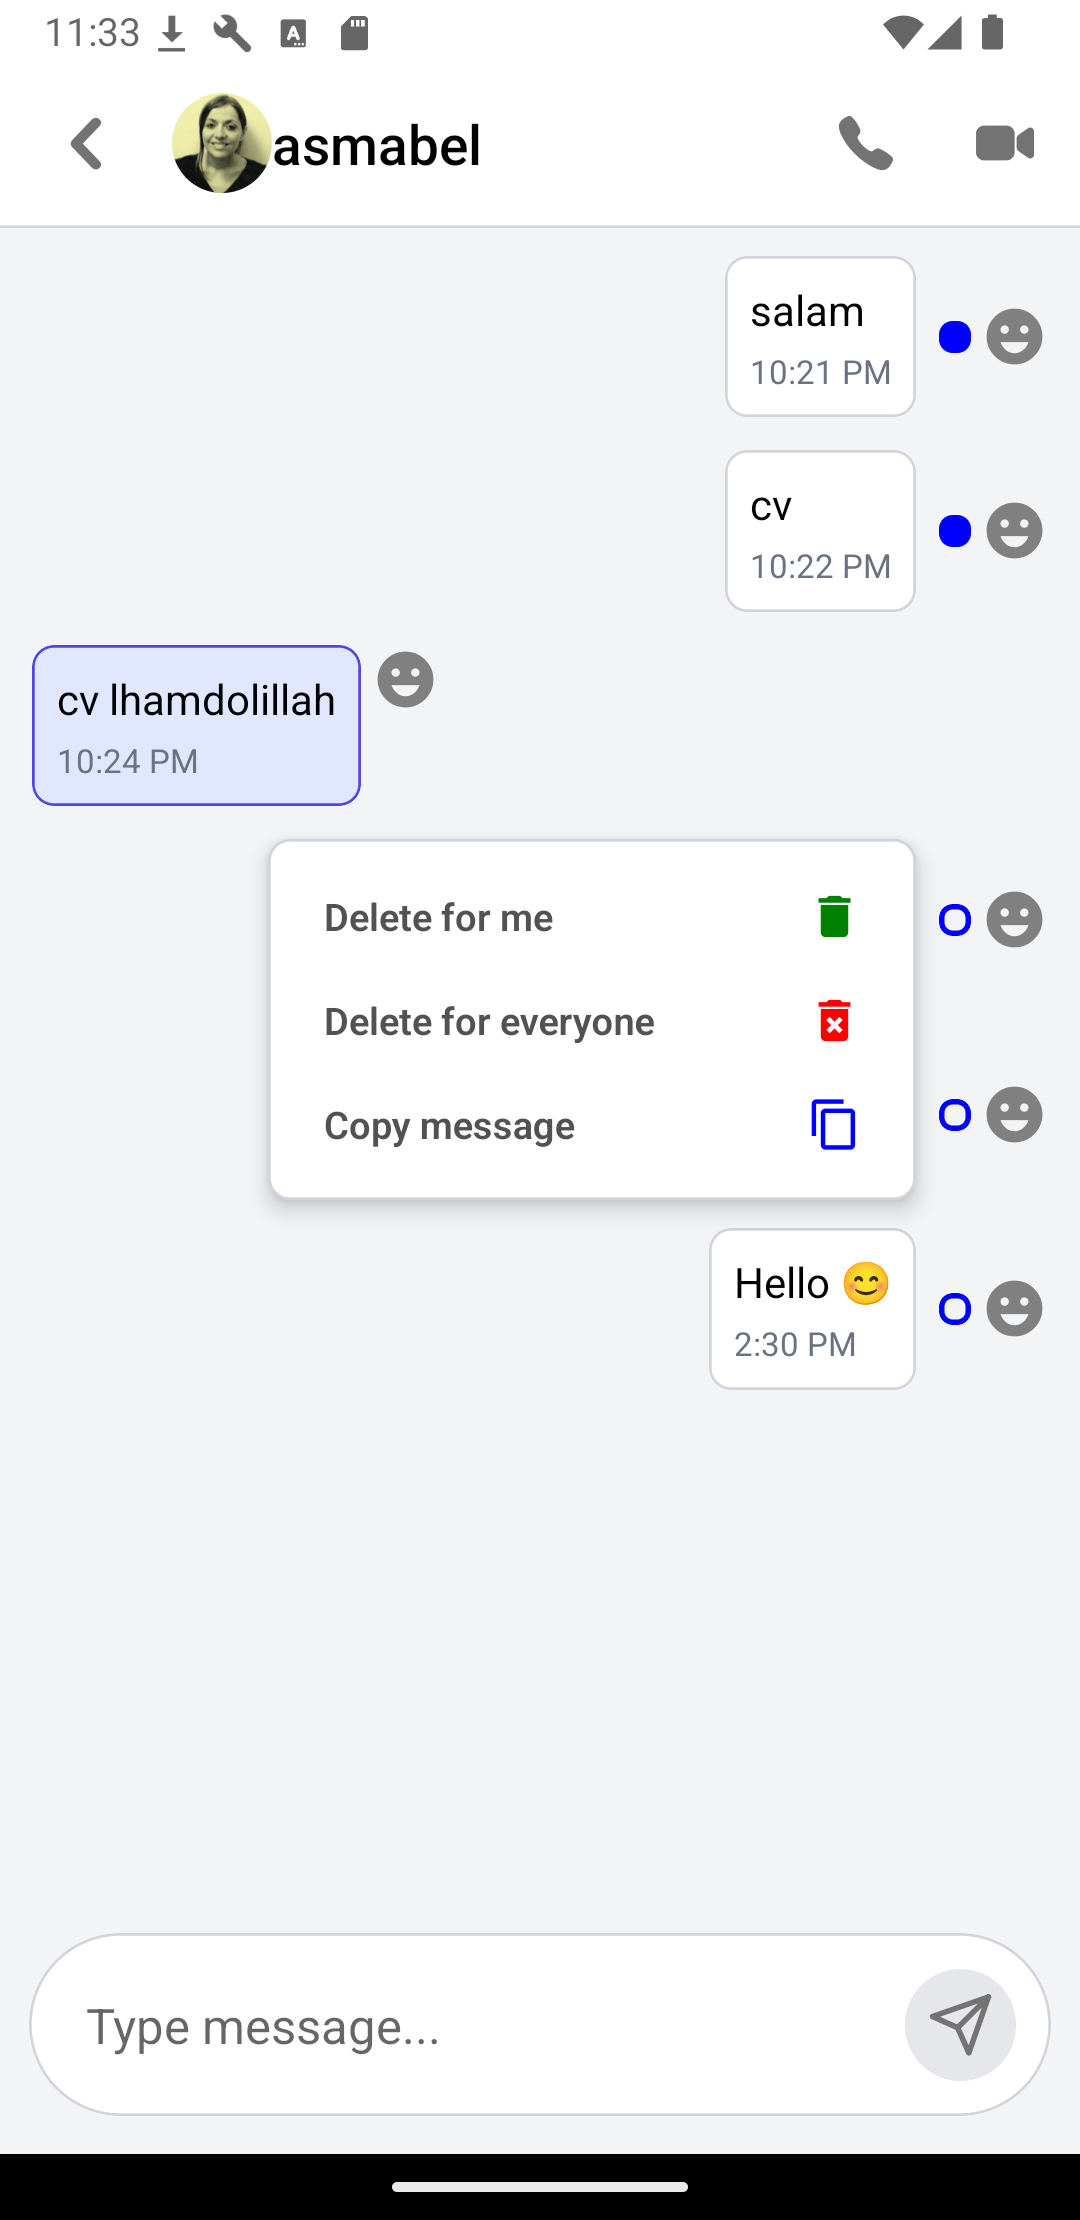 11:33
asmabel
salam
10:21 PM
cv
10:22 PM
cv lhamdolillah
10:24 PM
Delete for me
Delete for everyone
Copy message
Hello 😊
2:30 PM
Type message...